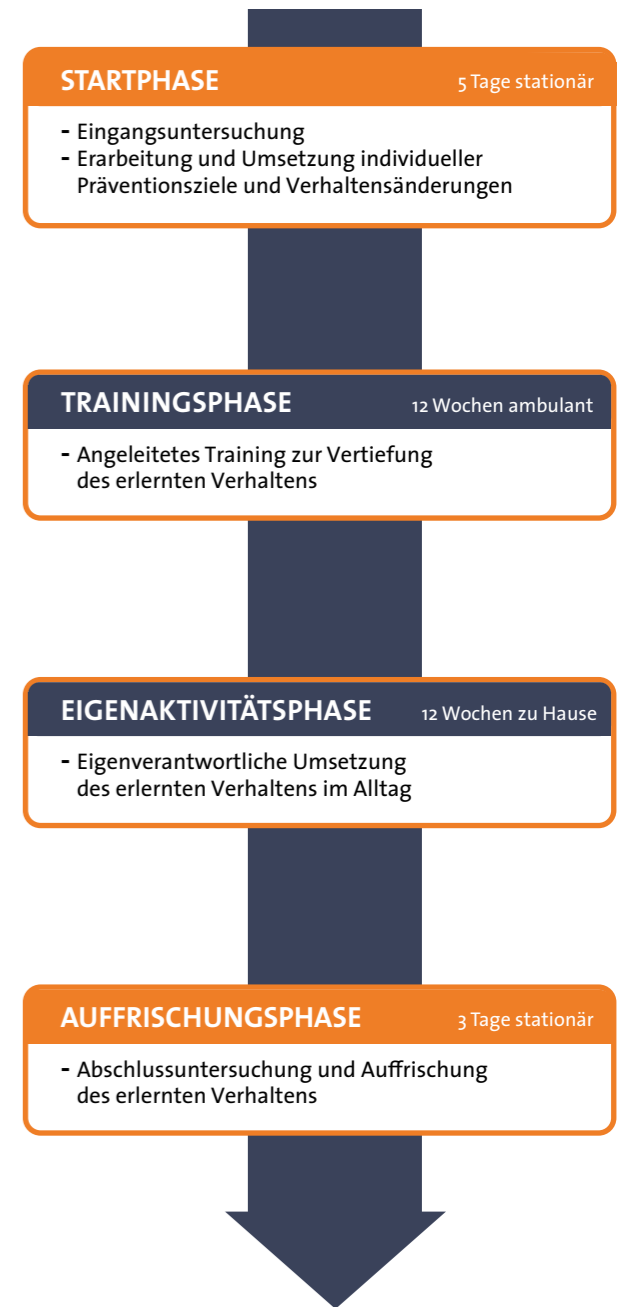 STARTPHASE 5 Tage stationär
- Eingangsuntersuchung
- Erarbeitung und Umsetzung individueller
Präventionsziele und Verhaltensänderungen
TRAININGSPHASE 12 Wochen ambulant
- Angeleitetes Training zur Vertiefung
des erlernten Verhaltens
EIGENAKTIVITÄTSPHASE 12 Wochen zu Hause
- Eigenverantwortliche Umsetzung
des erlernten Verhaltens im Alltag
AUFFRISCHUNGSPHASE 3 Tage stationär
- Abschlussuntersuchung und Auffrischung
des erlernten Verhaltens